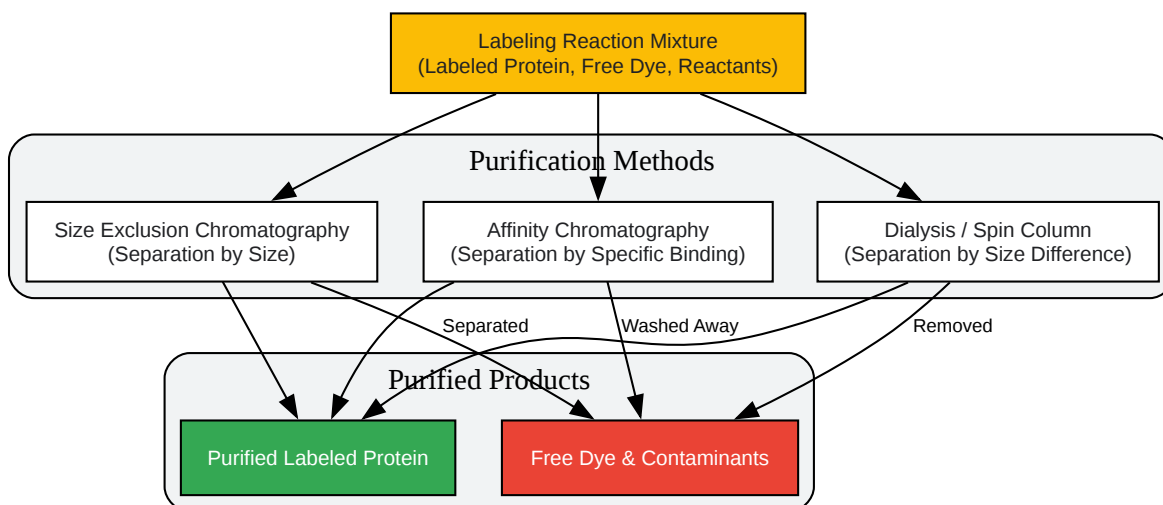 Labeling Reaction Mixture
(Labeled Protein, Free Dye, Reactants)
Purification Methods
Size Exclusion Chromatography
(Separation by Size)
Affinity Chromatography
(Separation by Specific Binding)
Dialysis / Spin Column
(Separation by Size Difference)
Separated
Washed Away
Removed
Purified Products
Purified Labeled Protein
Free Dye & Contaminants